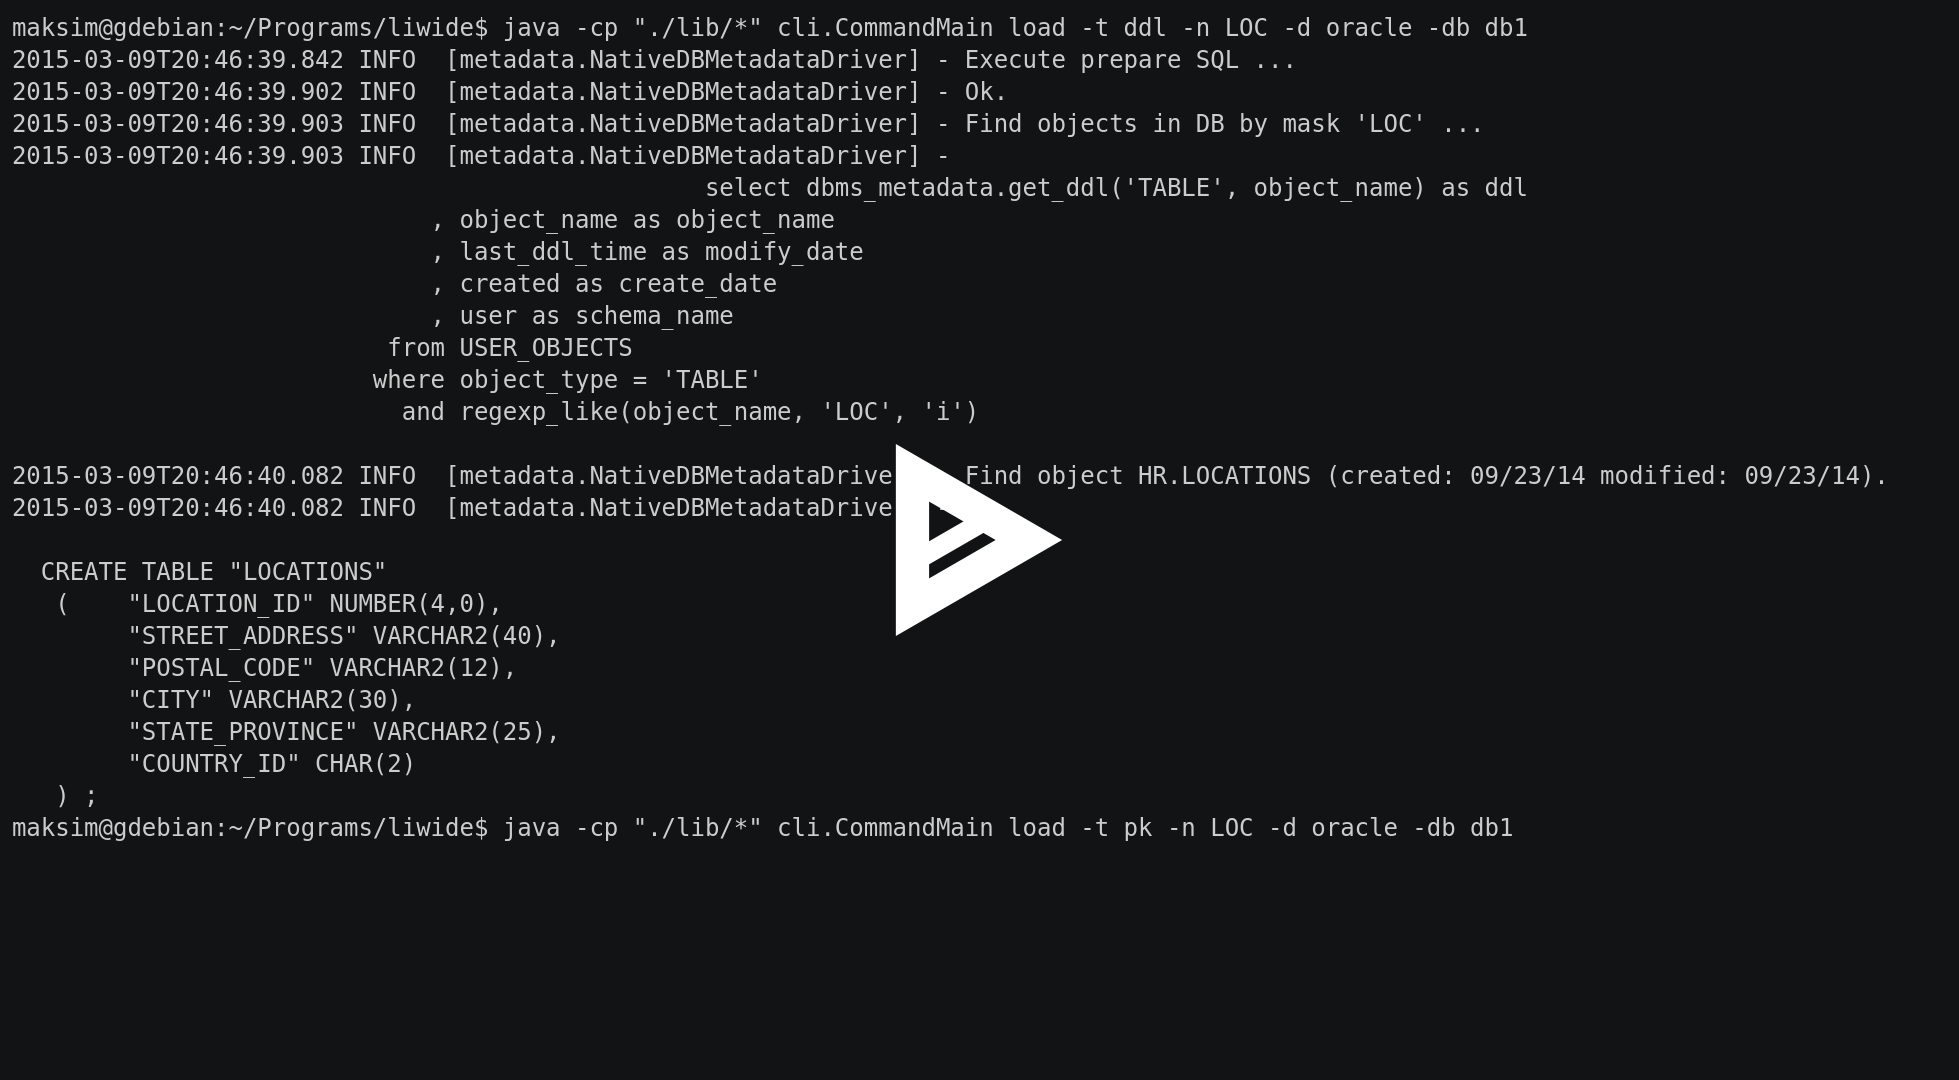 maksim@gdebian:~/Programs/liwide$ java -cp "./lib/*" cli.CommandMain load -t ddl -n LOC -d oracle -db db1
2015-03-09T20:46:39.842 INFO  [metadata.NativeDBMetadataDriver] - Execute prepare SQL ...
2015-03-09T20:46:39.902 INFO  [metadata.NativeDBMetadataDriver] - Ok.
2015-03-09T20:46:39.903 INFO  [metadata.NativeDBMetadataDriver] - Find objects in DB by mask 'LOC' ...
2015-03-09T20:46:39.903 INFO  [metadata.NativeDBMetadataDriver] -
select dbms_metadata.get_ddl('TABLE', object_name) as ddl
, object_name as object_name
, last_ddl_time as modify_date
, created as create_date
, user as schema_name
from USER_OBJECTS
where object_type = 'TABLE'
and regexp_like(object_name, 'LOC', 'i')
2015-03-09T20:46:40.082 INFO  [metadata.NativeDBMetadataDrive Find object HR.LOCATIONS (created: 09/23/14 modified: 09/23/14).
2015-03-09T20:46:40.082 INFO  [metadata.NativeDBMetadataDrive
CREATE TABLE "LOCATIONS"
(    "LOCATION_ID" NUMBER(4,0),
"STREET_ADDRESS" VARCHAR2(40),
"POSTAL_CODE" VARCHAR2(12),
"CITY" VARCHAR2(30),
"STATE_PROVINCE" VARCHAR2(25),
"COUNTRY_ID" CHAR(2)
) ;
maksim@gdebian:~/Programs/liwide$ java -cp "./lib/*" cli.CommandMain load -t pk -n LOC -d oracle -db db1